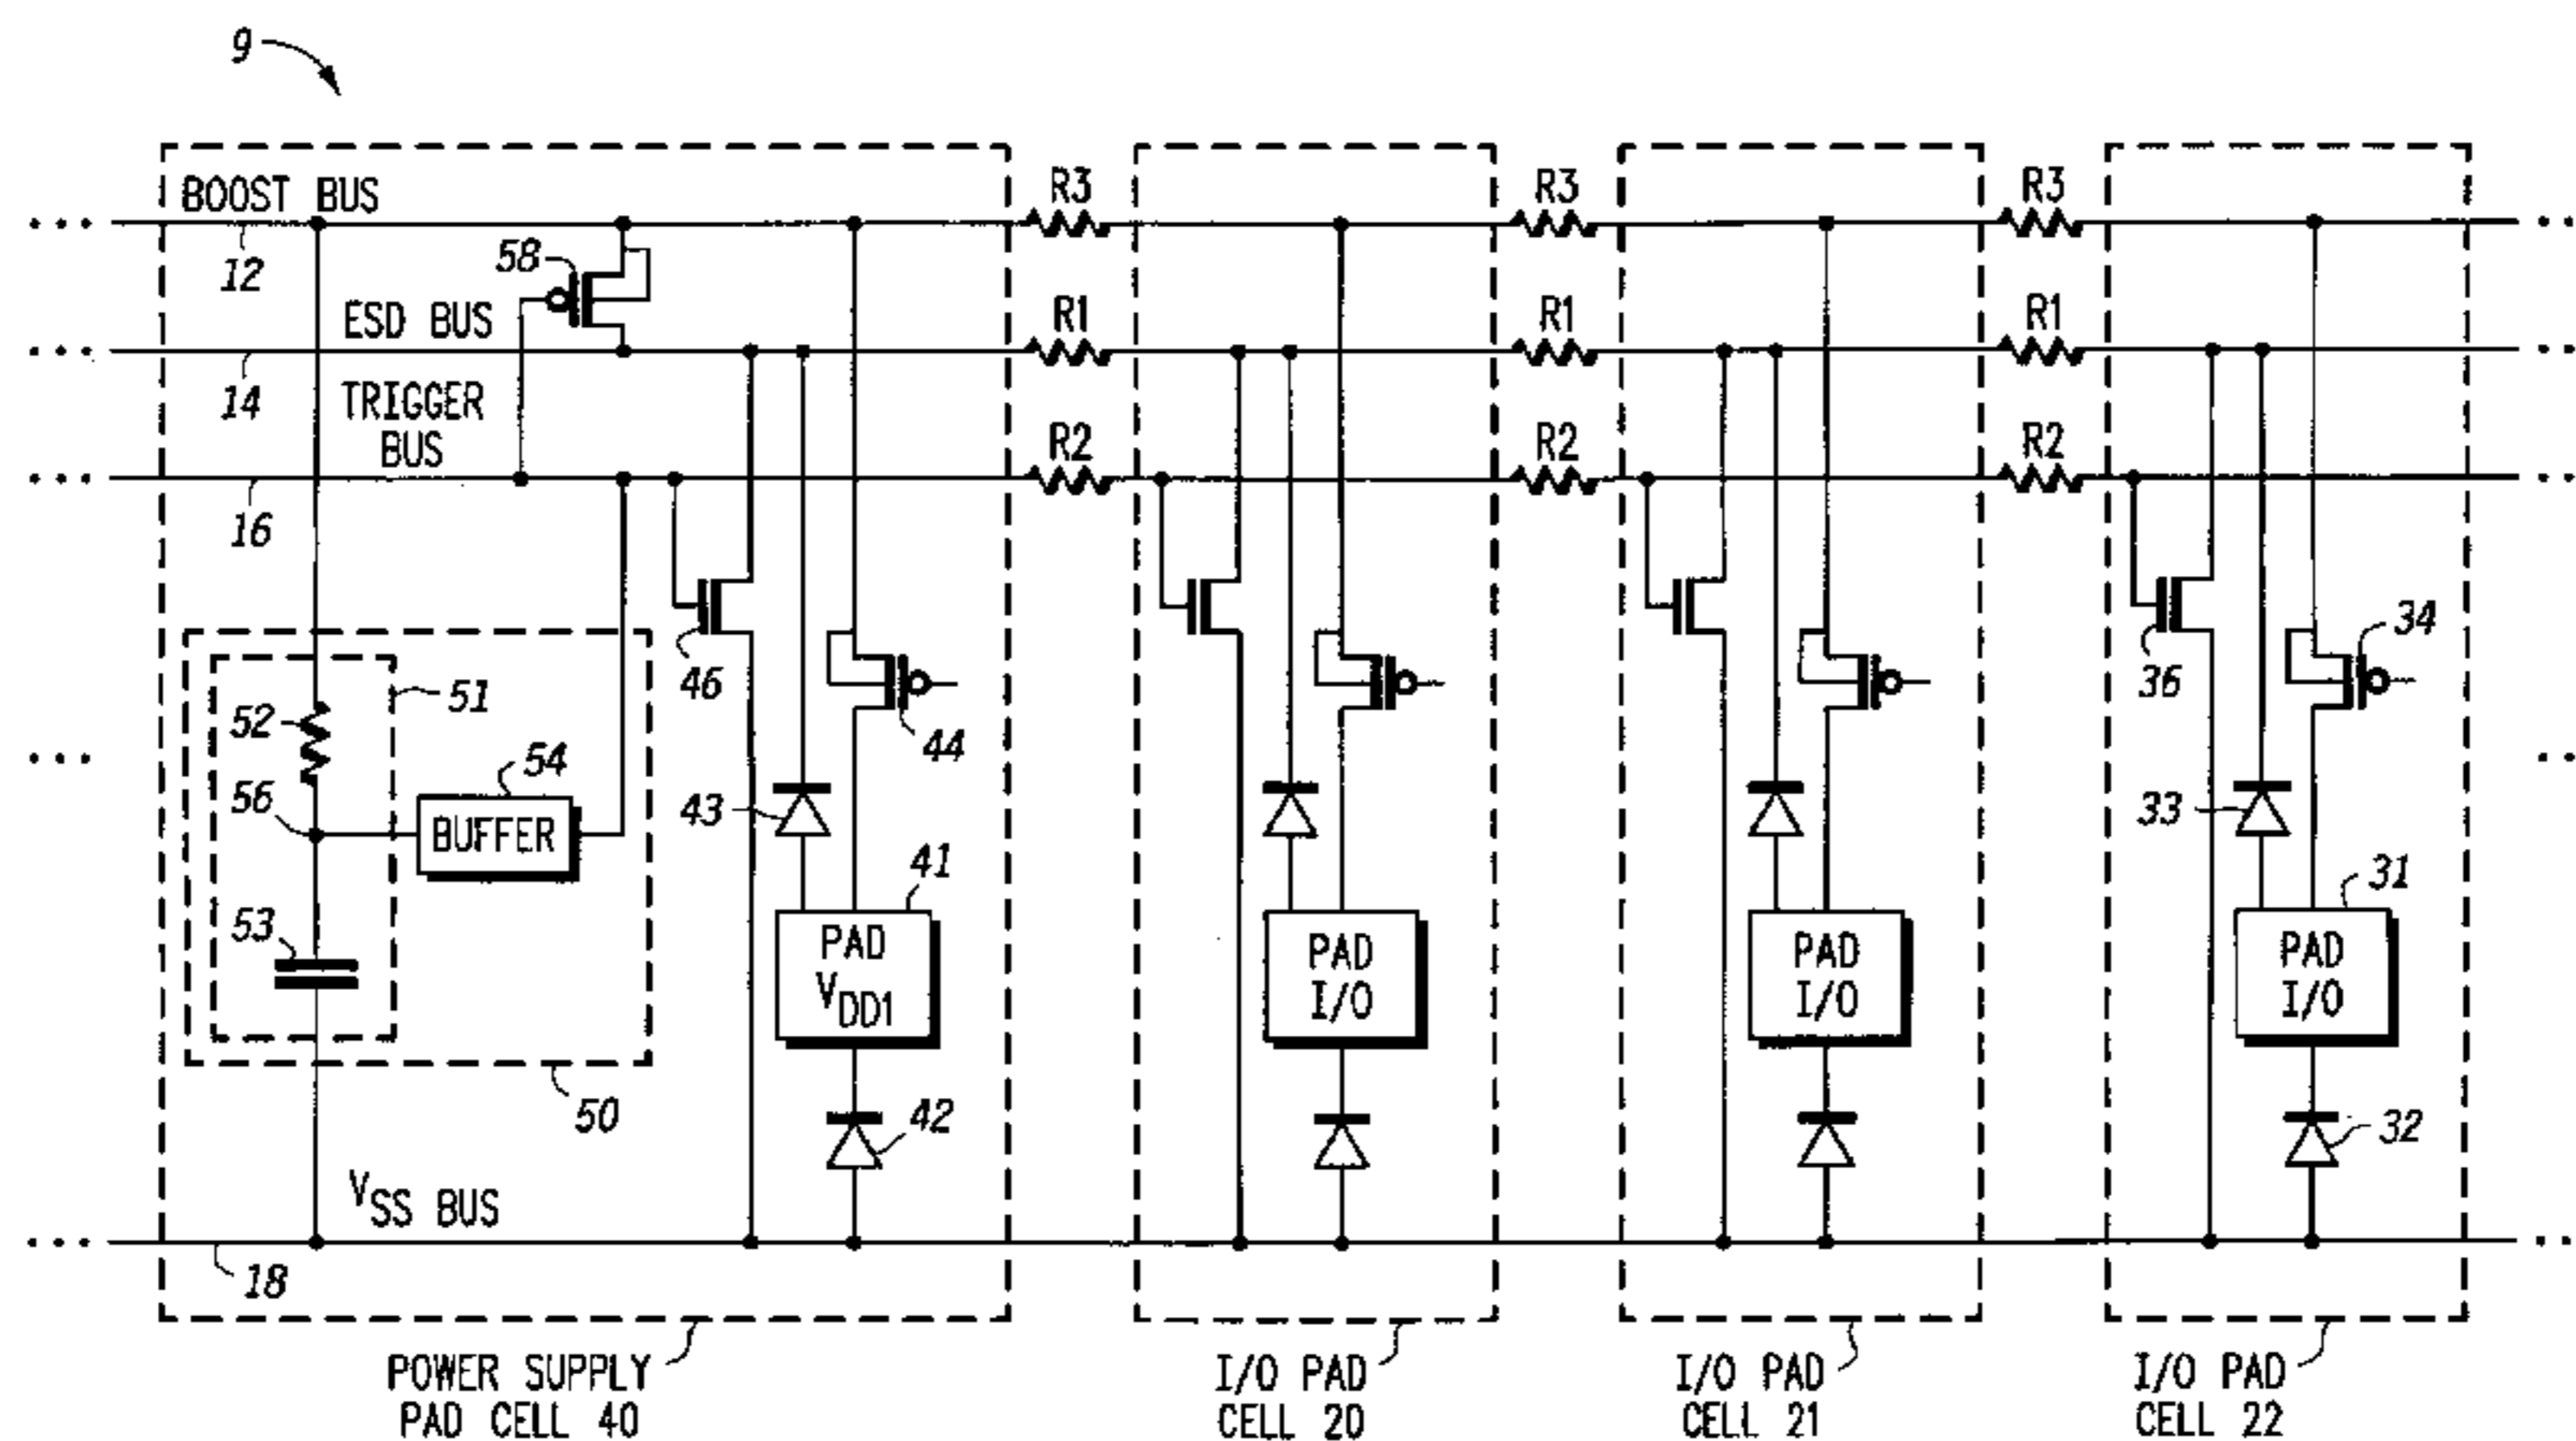 9
BOOST BUS
R3
R3
R3
12
58
ESD BUS
R1
R1
R1
14
TRIGGER
BUS
R2
R2
R2
16
46
36
34
51
52
44
54
56
BUFFER
43
33
41
31
53
PAD
VDD1
PAD
I/O
PAD
I/O
PAD
I/O
50
42
32
VSS BUS
18
POWER SUPPLY
PAD CELL 40
I/O PAD
CELL 20
I/O PAD
CELL 21
I/O PAD
CELL 22